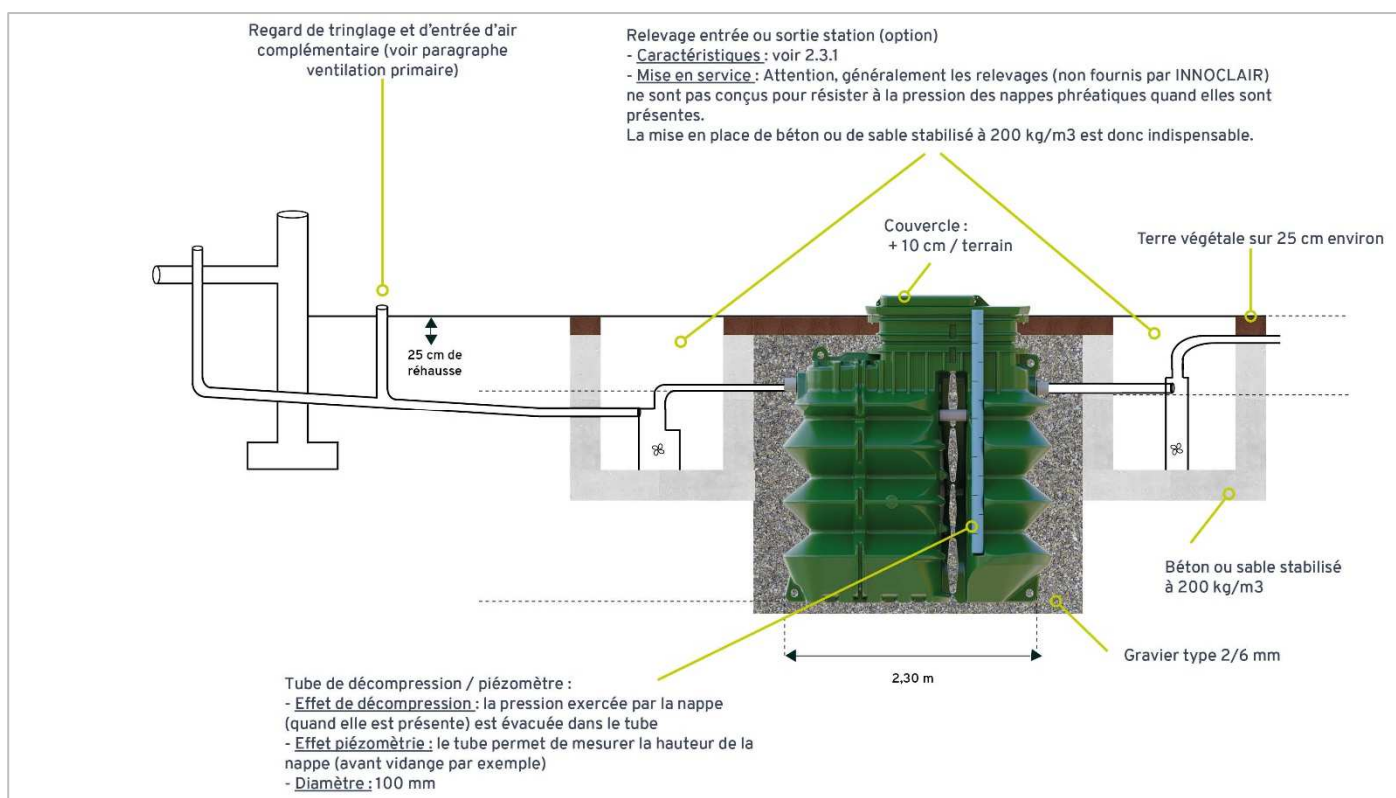 Regard de tringlage et d'entrée d'air
complémentaire (voir paragraphe
ventilation primaire)
Relevage entrée ou sortie station (option)
- Caractéristiques : voir 2.3.1
- Mise en service : Attention, généralement les relevages (non fournis par INNOCLAIR)
ne sont pas conçus pour résister à la pression des nappes phréatiques quand elles sont
présentes.
La mise en place de béton ou de sable stabilisé à 200 kg/m3 est donc indispensable.
Couvercle :
+ 10 cm / terrain
Terre végétale sur 25 cm environ
25 cm de
réhausse
Béton ou sable stabilisé
à 200 kg/m3
Gravier type 2/6 mm
2,30 m
Tube de décompression / piézomètre :
- Effet de décompression : la pression exercée par la nappe
(quand elle est présente) est évacuée dans le tube
- Effet piézomètrie : le tube permet de mesurer la hauteur de la
nappe (avant vidange par exemple)
- Diamètre : 100 mm